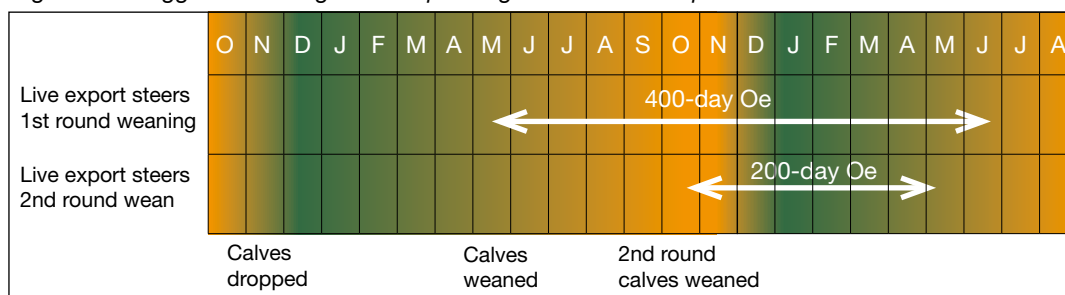 O N D J F M A M J J A S O N D J F M A M J J A
Live export steers
1st round weaning
400-day Oe
Live export steers
2nd round wean
200-day Oe
Calves
dropped
Calves
weaned
2nd round
calves weaned